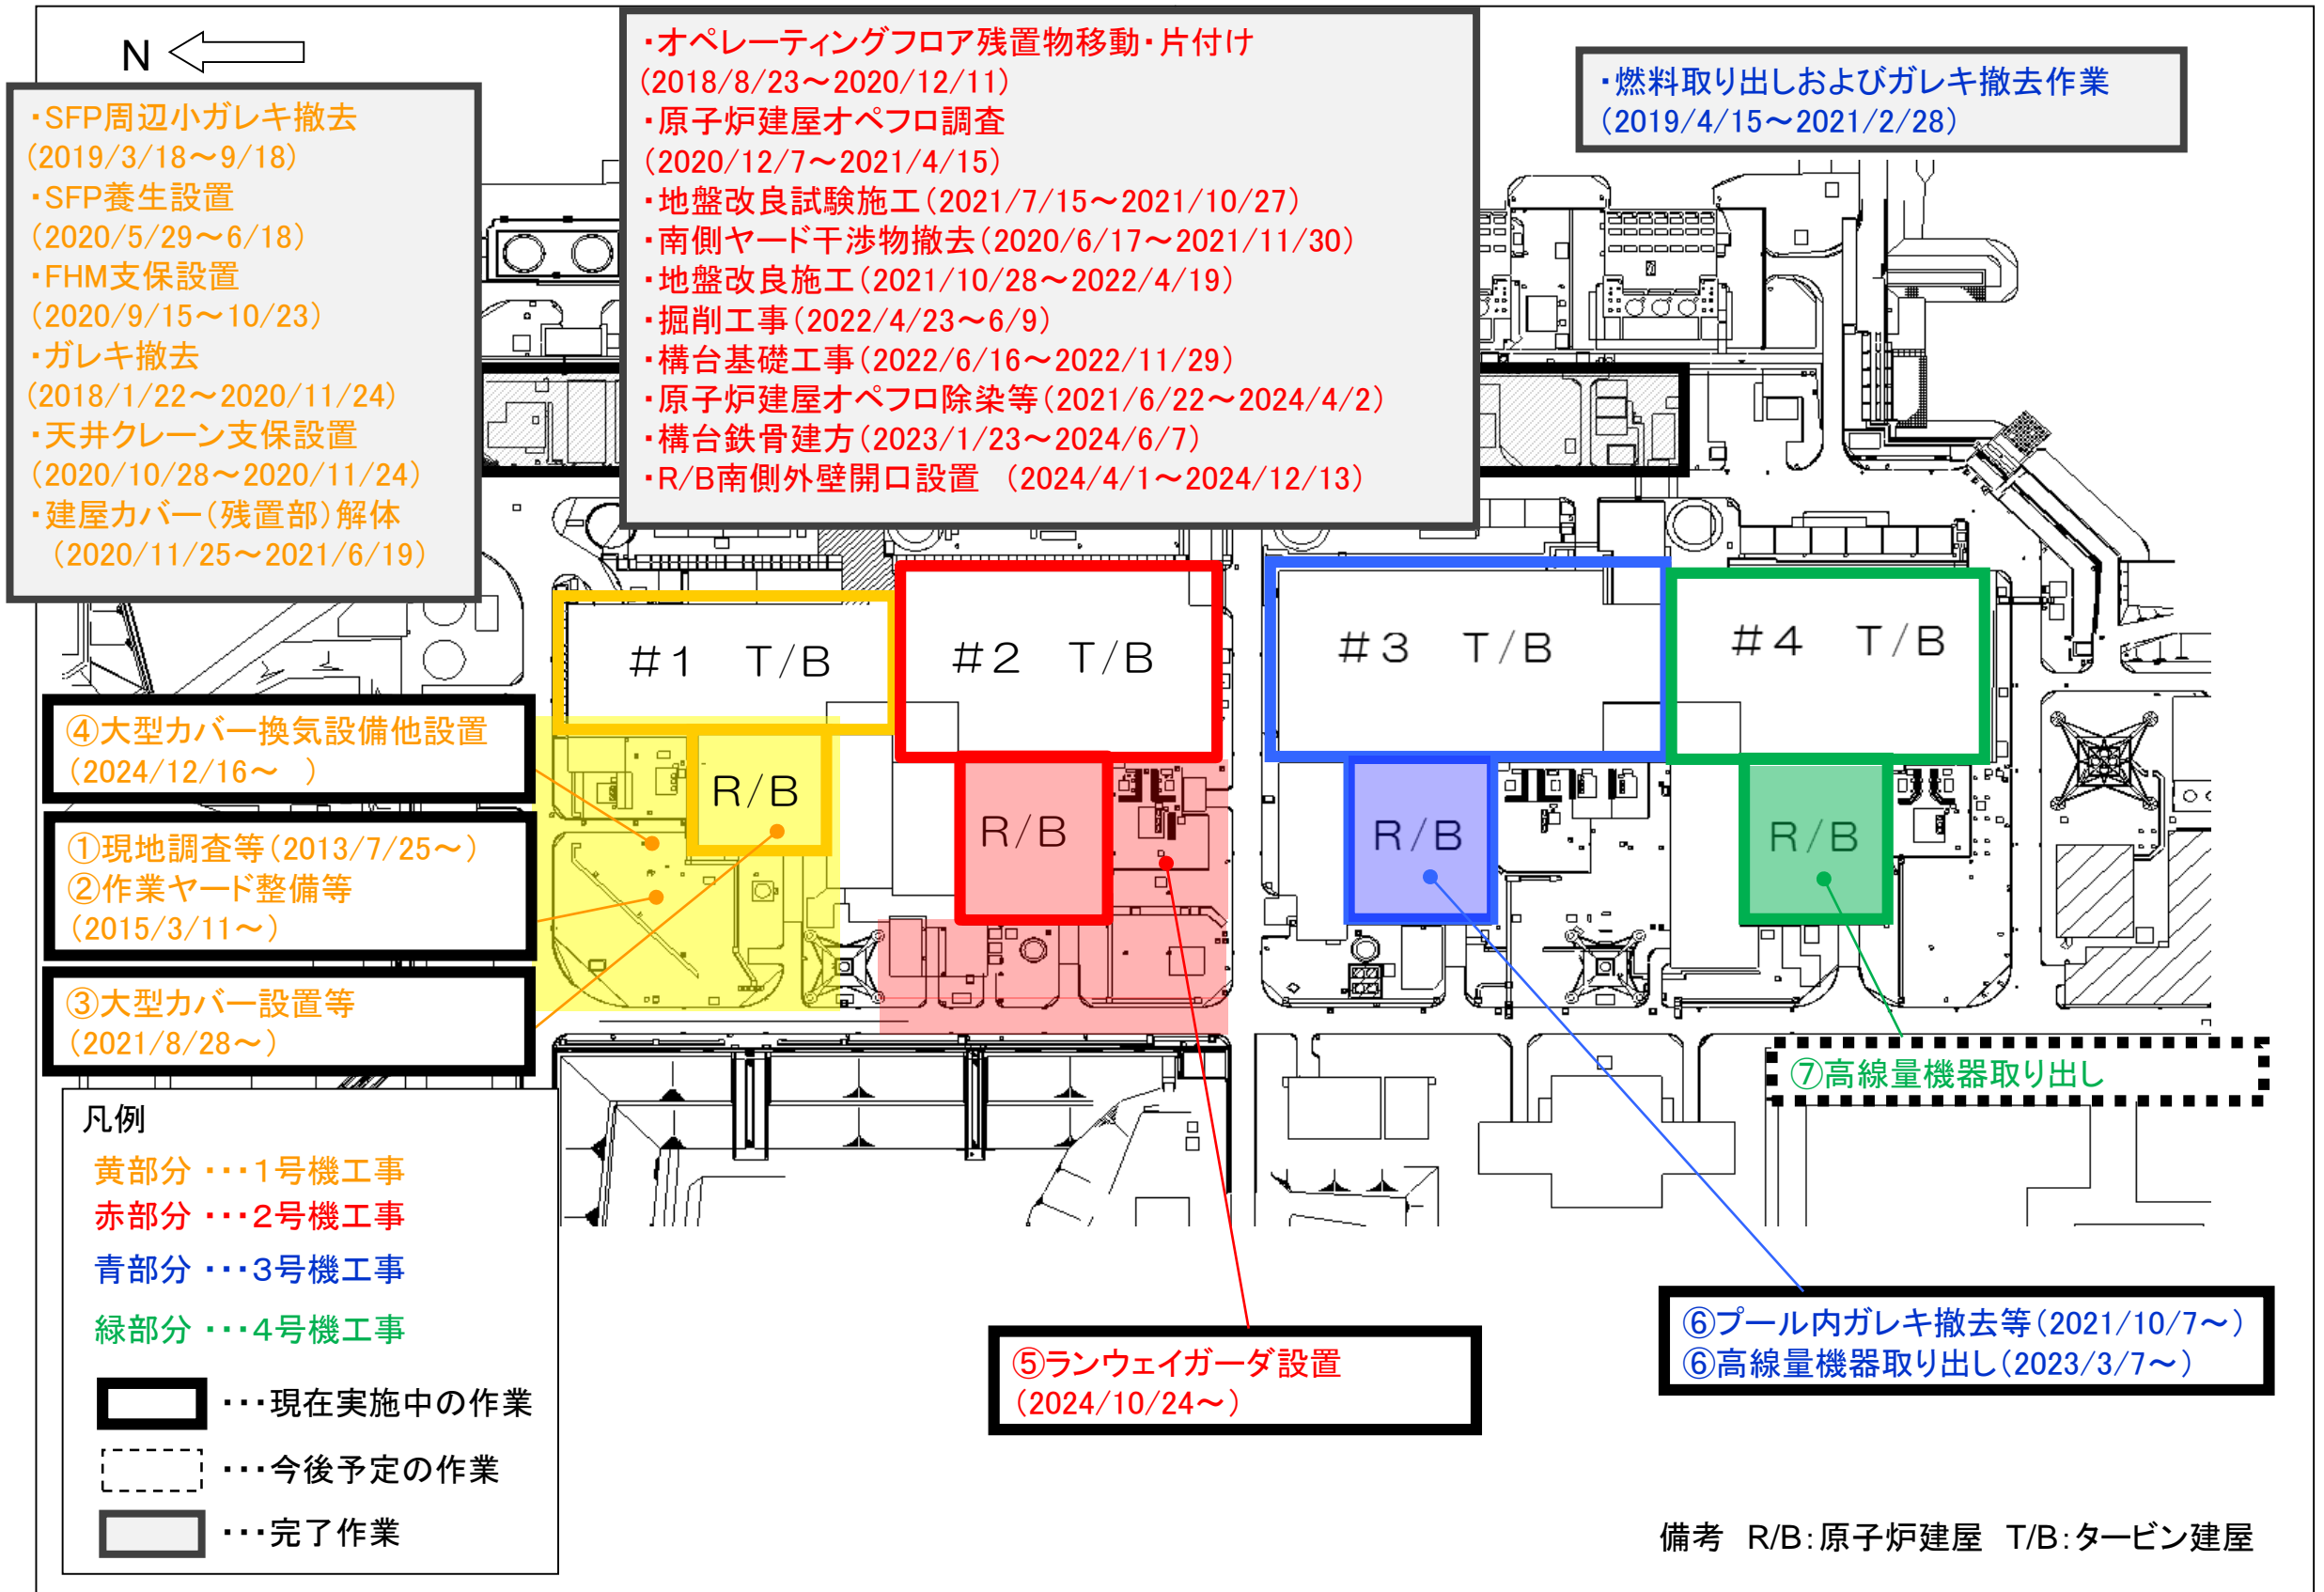 N
・SFP周辺小ガレキ撤去
(2019/3/18～9/18)
・SFP養生設置
(2020/5/29～6/18)
・FHM支保設置
(2020/9/15～10/23)
・ガレキ撤去
(2018/1/22～2020/11/24)
・天井クレーン支保設置
(2020/10/28～2020/11/24)
・建屋カバー(残置部)解体
(2020/11/25～2021/6/19)
・オペレーティングフロア残置物移動・片付け
(2018/8/23～2020/12/11)
・原子炉建屋オペフロ調査
(2020/12/7～2021/4/15)
・地盤改良試験施工(2021/7/15～2021/10/27)
・南側ヤード干渉物撤去(2020/6/17～2021/11/30)
・地盤改良施工(2021/10/28～2022/4/19)
・掘削工事(2022/4/23～6/9)
・構台基礎工事(2022/6/16～2022/11/29)
・原子炉建屋オペフロ除染等(2021/6/22～2024/4/2)
・構台鉄骨建方(2023/1/23～2024/6/7)
・R/B南側外壁開口設置 (2024/4/1～2024/12/13)
・燃料取り出しおよびガレキ撤去作業
(2019/4/15～2021/2/28)
#1 T/B
#2 T/B
#3 T/B
#4 T/B
R/B
R/B
R/B
R/B
④大型カバー換気設備他設置
(2024/12/16～ )
①現地調査等(2013/7/25～)
②作業ヤード整備等
(2015/3/11～)
③大型カバー設置等
(2021/8/28～)
⑦高線量機器取り出し
⑤ランウェイガーダ設置
(2024/10/24～)
⑥プール内ガレキ撤去等(2021/10/7～)
⑥高線量機器取り出し(2023/3/7～)
凡例
黄部分 ・・・1号機工事
赤部分 ・・・2号機工事
青部分 ・・・3号機工事
緑部分 ・・・4号機工事
・・・現在実施中の作業
・・・今後予定の作業
・・・完了作業
備考 R/B:原子炉建屋 T/B:タービン建屋